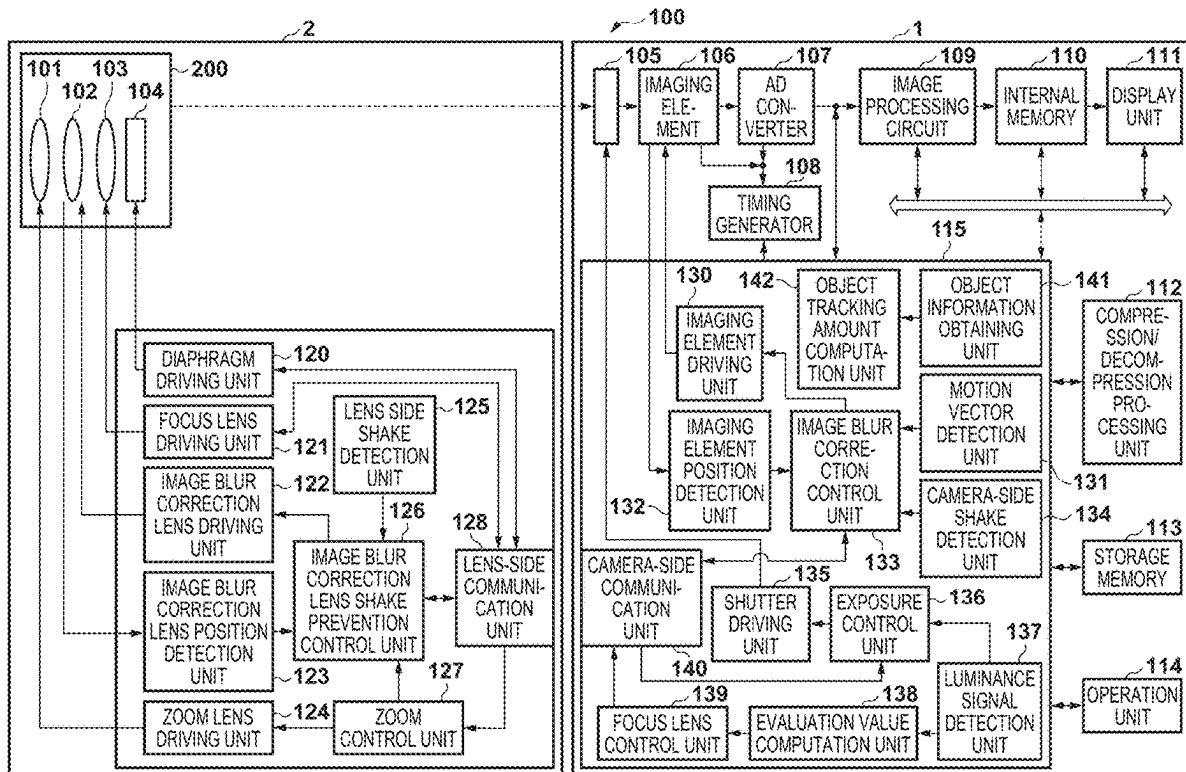 100
2
1
101
102
103
104
200
105
106
107
109
110
111
IMAGING
ELE-
MENT
AD
CON-
VERTER
IMAGE
PROCESSING
CIRCUIT
INTERNAL
MEMORY
DISPLAY
UNIT
108
TIMING
GENERATOR
115
130
IMAGING
ELEMENT
DRIVING
UNIT
142
OBJECT
TRACKING
AMOUNT
COMPUTA-
TION UNIT
141
OBJECT
INFORMATION
OBTAINING
UNIT
112
COMPRE-
SSION/
DECOMP-
RESSION
PRO-
CESSING
UNIT
DIAPHRAGM
DRIVING UNIT
120
FOCUS LENS
DRIVING UNIT
121
LENS SIDE
SHAKE
DETECTION
UNIT
125
IMAGE BLUR
CORRECTION
LENS DRIVING
UNIT
122
126
IMAGE BLUR
CORRECTION
LENS SHAKE
PREVENTION
CONTROL UNIT
128
LENS-SIDE
COMMUNI-
CATION
UNIT
IMAGE BLUR
CORRECTION
LENS POSITION
DETECTION
UNIT
123
127
ZOOM LENS
DRIVING UNIT
124
ZOOM
CONTROL UNIT
IMAGING
ELEMENT
POSITION
DETECTION
UNIT
132
IMAGE BLUR
CORRE-
CTION
CONTROL
UNIT
133
MOTION
VECTOR
DETECTION
UNIT
131
CAMERA-SIDE
SHAKE
DETECTION
UNIT
134
113
STORAGE
MEMORY
CAMERA-SIDE
COMMUNI-
CATION
UNIT
140
135
SHUTTER
DRIVING
UNIT
EXPOSURE
CONTROL
UNIT
136
137
LUMINANCE
SIGNAL
DETECTION
UNIT
114
OPERATION
UNIT
139
FOCUS LENS
CONTROL UNIT
138
EVALUATION VALUE
COMPUTATION UNIT